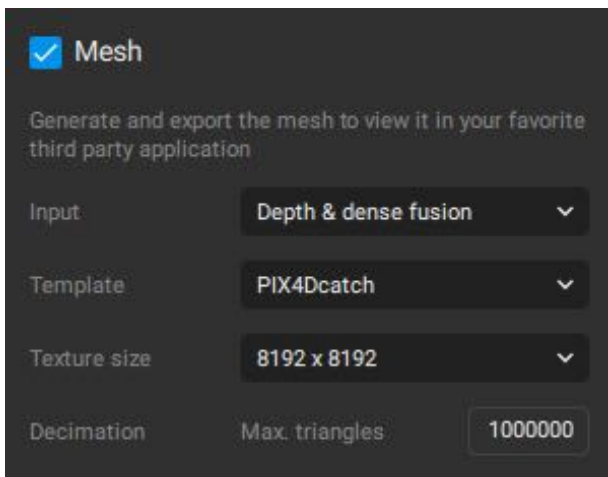 Mesh
Generate and export the mesh to view it in your favorite
third party application
Input Depth & dense fusion
Template PIX4Dcatch
Texture size 8192 x 8192
Decimation Max. triangles 1000000